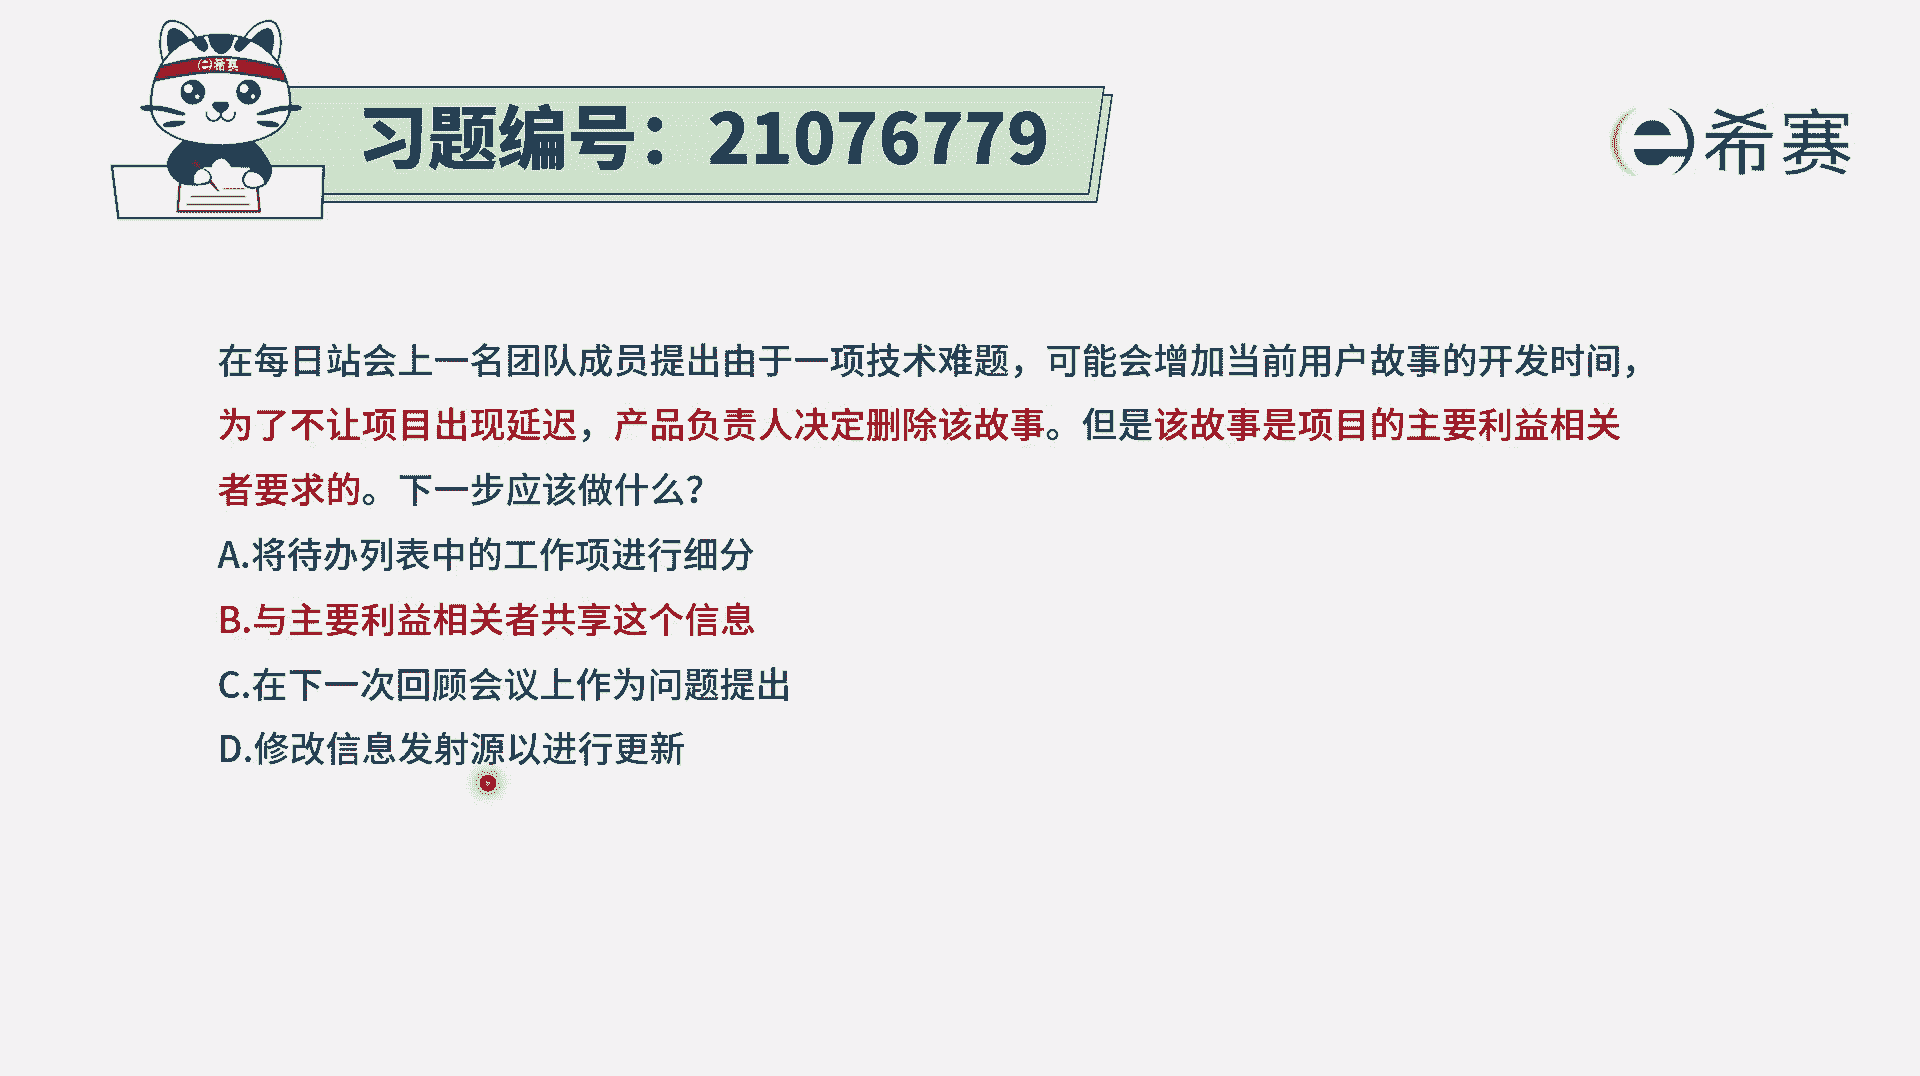 希赛
习题编号：21076779
希赛
在每日站会上一名团队成员提出由于一项技术难题，可能会增加当前用户故事的开发时间，
为了不让项目出现延迟，产品负责人决定删除该故事。但是该故事是项目的主要利益相关
者要求的。下一步应该做什么？
A.将待办列表中的工作项进行细分
B.与主要利益相关者共享这个信息
C.在下一次回顾会议上作为问题提出
D.修改信息发射源以进行更新